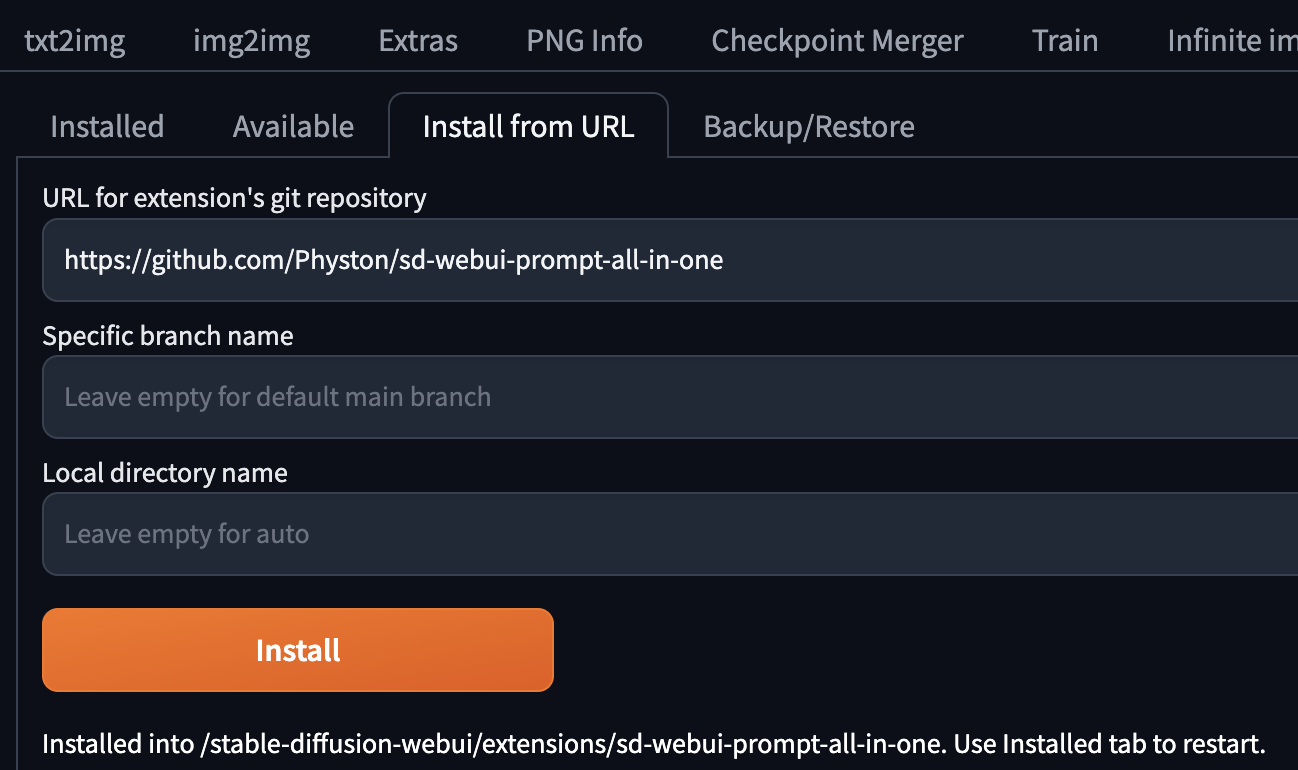 txt2img img2img Extras PNG Info Checkpoint Merger Train Infinite im
Installed Available Install from URL Backup/Restore
URL for extension's git repository
https://github.com/Physton/sd-webui-prompt-all-in-one
Specific branch name
Leave empty for default main branch
Local directory name
Leave empty for auto
Install
Installed into /stable-diffusion-webui/extensions/sd-webui-prompt-all-in-one. Use Installed tab to restart.